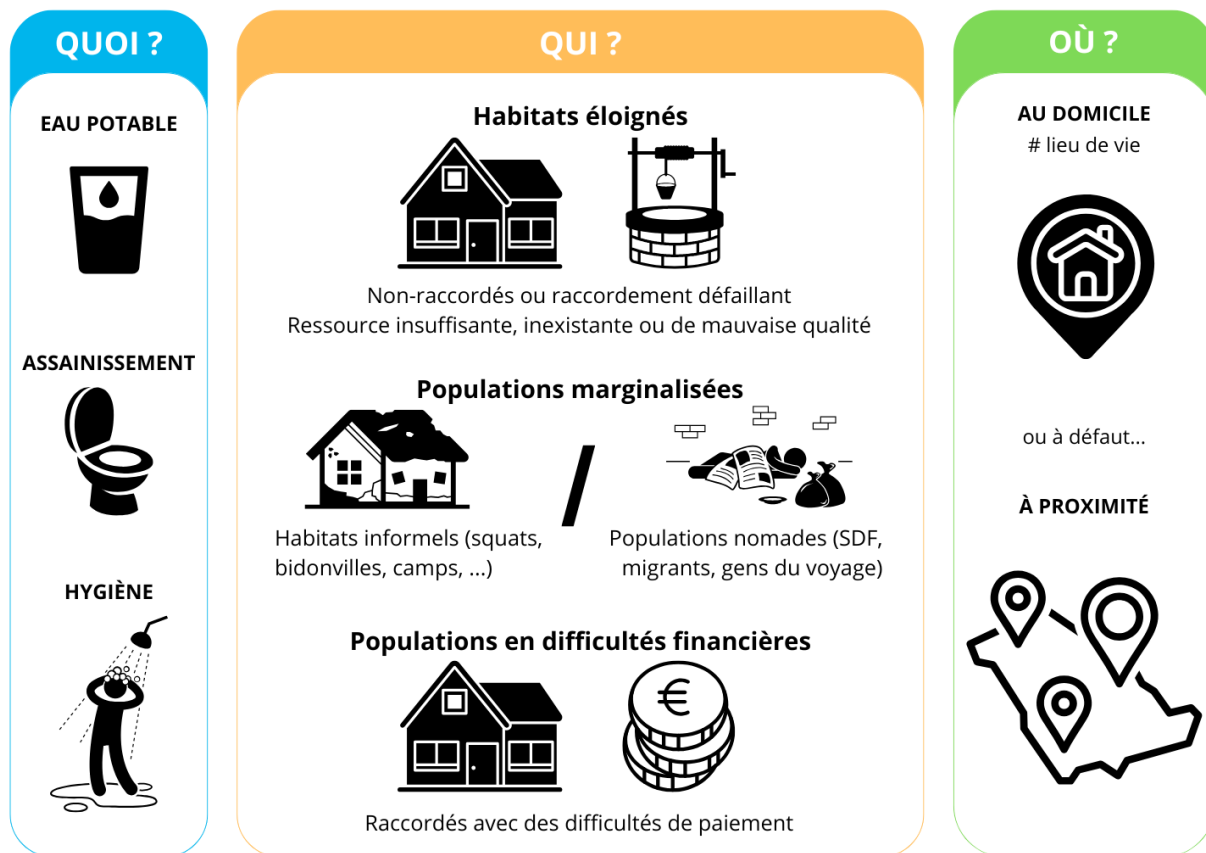 QUOI ?
EAU POTABLE
ASSAINISSEMENT
HYGIÈNE
QUI ?
Habitats éloignés
Non-raccordés ou raccordement défaillant
Ressource insuffisante, inexistante ou de mauvaise qualité
Populations marginalisées
/
Habitats informels (squats,
bidonvilles, camps, ...)
Populations nomades (SDF,
migrants, gens du voyage)
Populations en difficultés financières
€
Raccordés avec des difficultés de paiement
OÙ ?
AU DOMICILE
# lieu de vie
ou à défaut...
À PROXIMITÉ